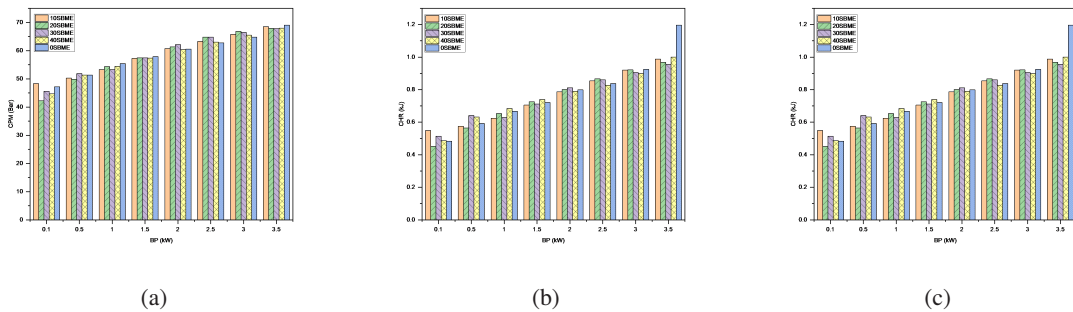 10SBME
20SBME
30SBME
40SBME
0SBME
CPM (Bar)
70
60
50
40
30
20
10
0
0.1 0.5 1 1.5 2 2.5 3 3.5
BP (kW)
(a)
10SBME
20SBME
30SBME
40SBME
0SBME
CHR (kJ)
1.2
1.0
0.8
0.6
0.4
0.2
0.0
0.1 0.5 1 1.5 2 2.5 3 3.5
BP (kW)
(b)
10SBME
20SBME
30SBME
40SBME
0SBME
CHR (kJ)
1.2
1.0
0.8
0.6
0.4
0.2
0.0
0.1 0.5 1 1.5 2 2.5 3 3.5
BP (kW)
(c)